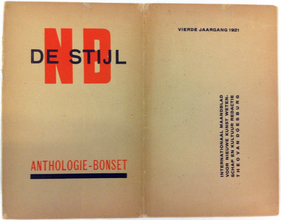 NB
DE STIJL
ANTHOLOGIE-BONSET
VIERDE JAARGANG 1921
INTERNATIONAAL MAANDBLAD
VOOR NIEUWE KUNST WETEN-
SCHAP EN KULTUUR REDACTIE
THEO VAN DOESBURG